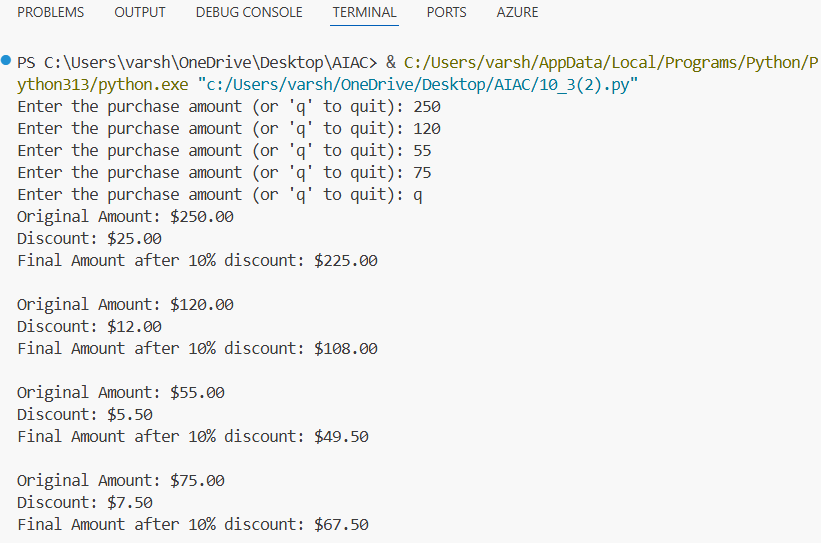 PROBLEMS OUTPUT DEBUG CONSOLE TERMINAL PORTS AZURE
PS C:\Users\varsh\OneDrive\Desktop\AIAC> & C:/Users/varsh/AppData/Local/Programs/Python/P
ython313/python.exe "c:/Users/varsh/OneDrive/Desktop/AIAC/10_3(2).py"
Enter the purchase amount (or 'q' to quit): 250
Enter the purchase amount (or 'q' to quit): 120
Enter the purchase amount (or 'q' to quit): 55
Enter the purchase amount (or 'q' to quit): 75
Enter the purchase amount (or 'q' to quit): q
Original Amount: $250.00
Discount: $25.00
Final Amount after 10% discount: $225.00
Original Amount: $120.00
Discount: $12.00
Final Amount after 10% discount: $108.00
Original Amount: $55.00
Discount: $5.50
Final Amount after 10% discount: $49.50
Original Amount: $75.00
Discount: $7.50
Final Amount after 10% discount: $67.50